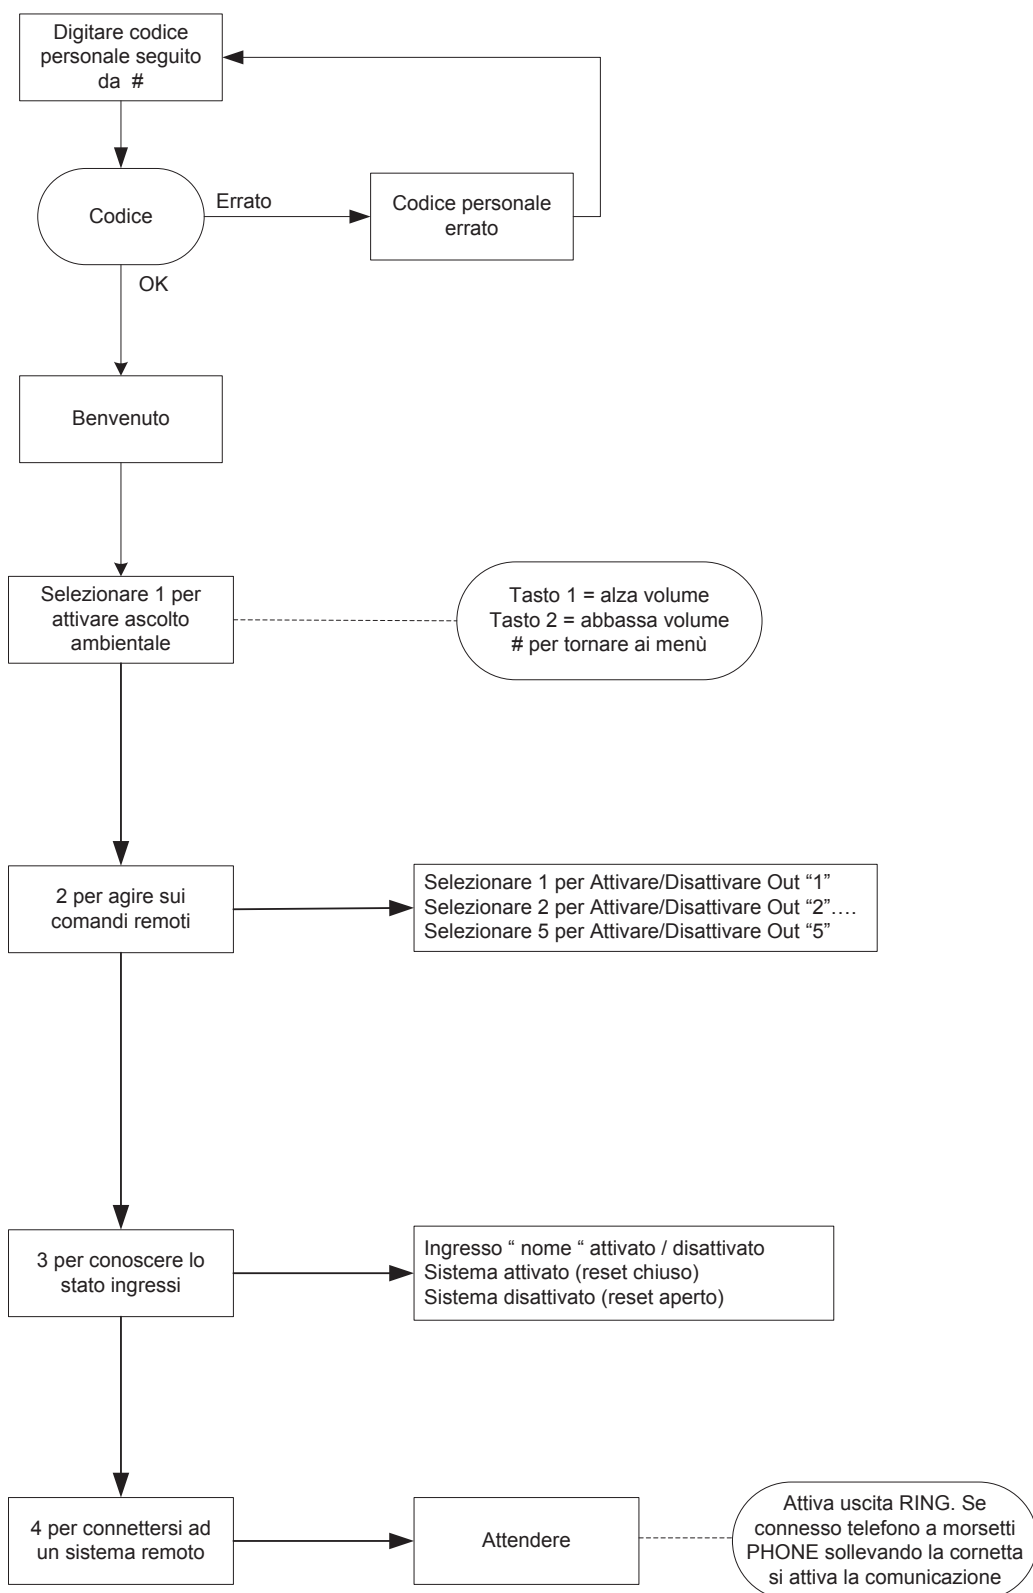 Digitare codice
personale seguito
da #
Codice
Errato
Codice personale
errato
OK
Benvenuto
Selezionare 1 per
attivare ascolto
ambientale
Tasto 1 = alza volume
Tasto 2 = abbassa volume
# per tornare ai menù
2 per agire sui
comandi remoti
Selezionare 1 per Attivare/Disattivare Out “1”
Selezionare 2 per Attivare/Disattivare Out “2”….
Selezionare 5 per Attivare/Disattivare Out “5”
3 per conoscere lo
stato ingressi
Ingresso “ nome “ attivato / disattivato
Sistema attivato (reset chiuso)
Sistema disattivato (reset aperto)
4 per connettersi ad
un sistema remoto
Attendere
Attiva uscita RING. Se
connesso telefono a morsetti
PHONE sollevando la cornetta
si attiva la comunicazione